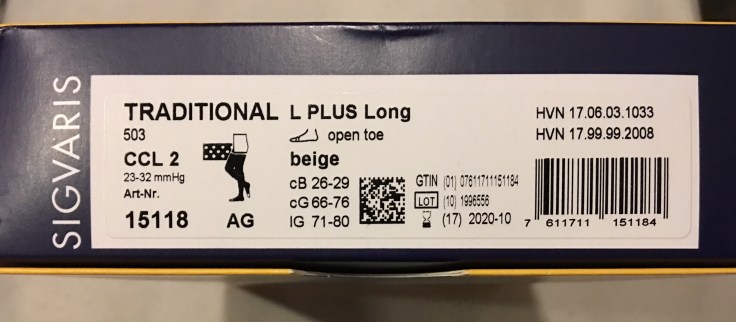 SIGVARIS
TRADITIONAL L PLUS Long
503
open toe
CCL 2
beige
23-32 mmHg
Art-Nr.
15118 AG
cB 26-29
cG 66-76
lG 71-80
HVN 17.06.03.1033
HVN 17.99.99.2008
GTIN (01) 07611711151184
LOT (10) 1996556
(17) 2020-10
7 611711 151184